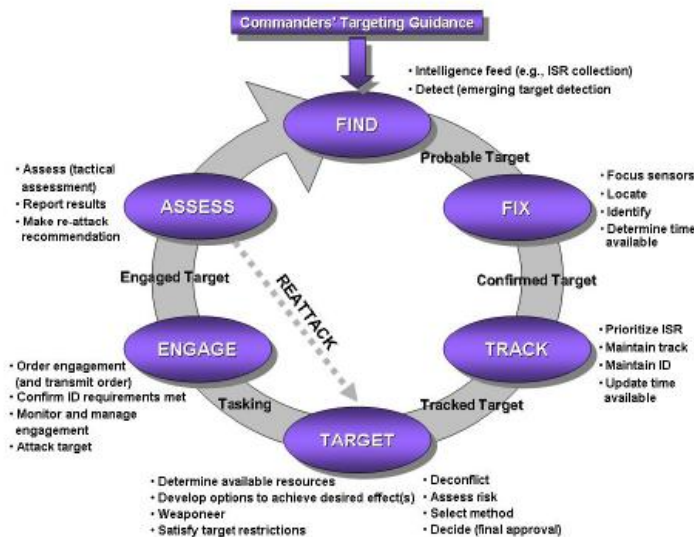 Commanders' Targeting Guidance
• Intelligence feed (e.g., ISR collection)
• Detect (emerging target detection
FIND
Probable Target
• Focus sensors
• Locate
• Identify
• Determine time
available
FIX
Confirmed Target
• Prioritize ISR
• Maintain track
• Maintain ID
• Update time
available
TRACK
Tracked Target
TARGET
• Determine available resources
• Develop options to achieve desired effect(s)
• Weaponeer
• Satisfy target restrictions
• Deconflict
• Assess risk
• Select method
• Decide (final approval)
Tasking
ENGAGE
• Order engagement
(and transmit order)
• Confirm ID requirements met
• Monitor and manage
engagement
• Attack target
Engaged Target
ASSESS
• Assess (tactical
assessment)
• Report results
• Make re-attack
recommendation
REATTACK